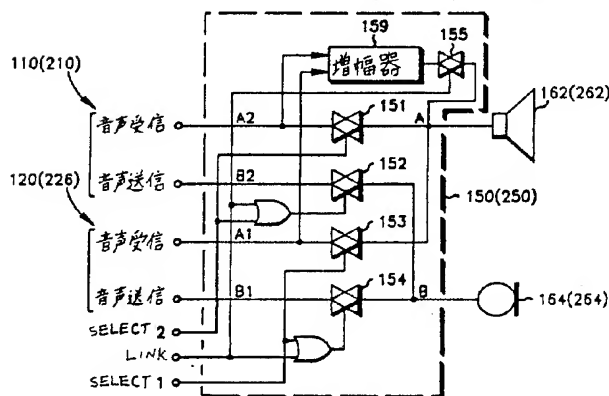 159
155
110(210)
増幅器
162(262)
151
音声受信
A2
A
152
音声送信
B2
150(250)
120(226)
153
音声受信
A1
154
音声送信
B1
B
164(264)
SELECT 2
LINK
SELECT 1